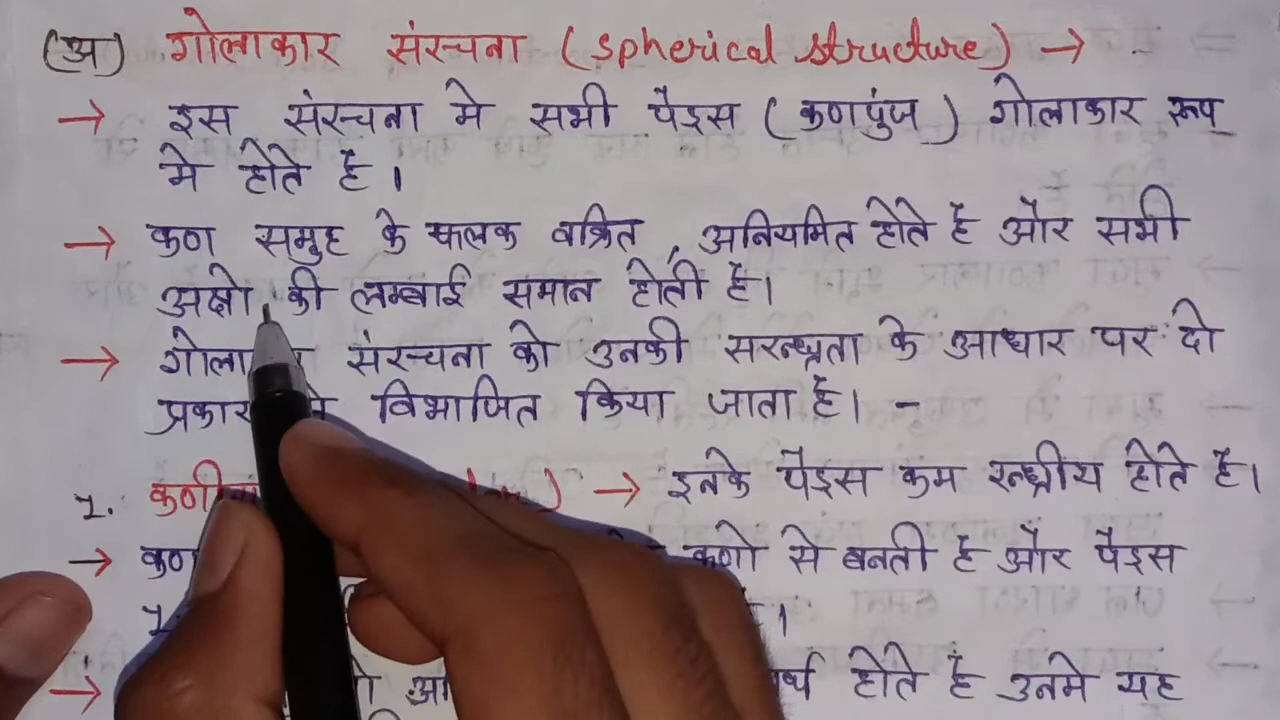 (अ) गोलाकार संरचना (spherical structure) →
→ इस संरचना मे सभी पैड्स (कणपुंज) गोलाकार रूप
मे होते है।
→ कण समुह के फलक वक्रित, अनियमित होते है और सभी
अक्षो की लम्बाई समान होती है।
→ संरचना को उनकी सरन्ध्रता के आधार पर दो
विभाजित किया जाता है। -
1. → इनके पैड्स कम रन्ध्रीय होते है।
→ कणो से बनती है और पैड्स
→ होते है उनमे यह